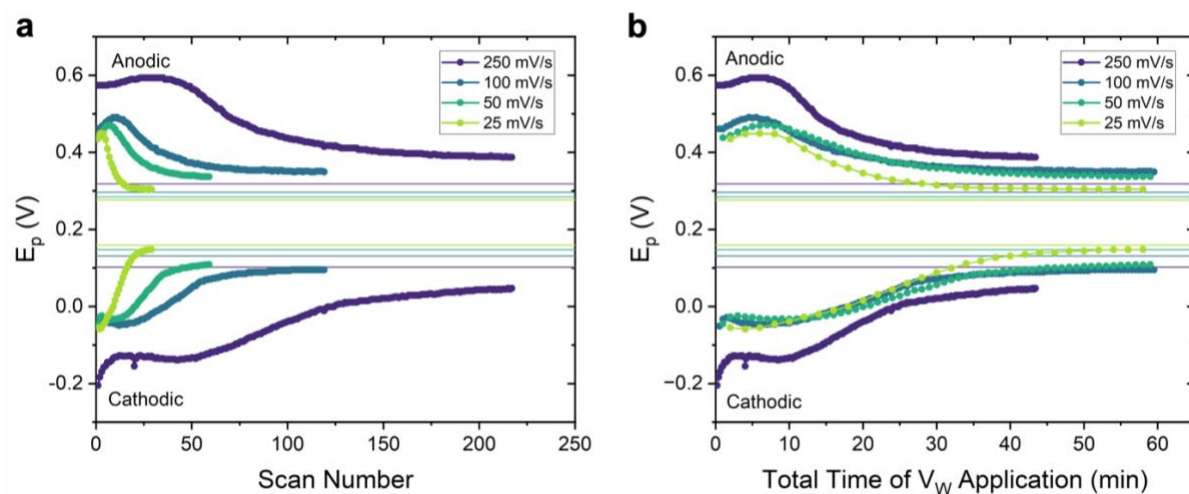 a
Anodic
250 mV/s
100 mV/s
50 mV/s
25 mV/s
0.6
0.4
0.2
0.0
-0.2
Ep (V)
Cathodic
0
50
100
150
200
250
Scan Number
b
Anodic
250 mV/s
100 mV/s
50 mV/s
25 mV/s
0.6
0.4
0.2
0.0
−0.2
Ep (V)
Cathodic
0
10
20
30
40
50
60
Total Time of VW Application (min)